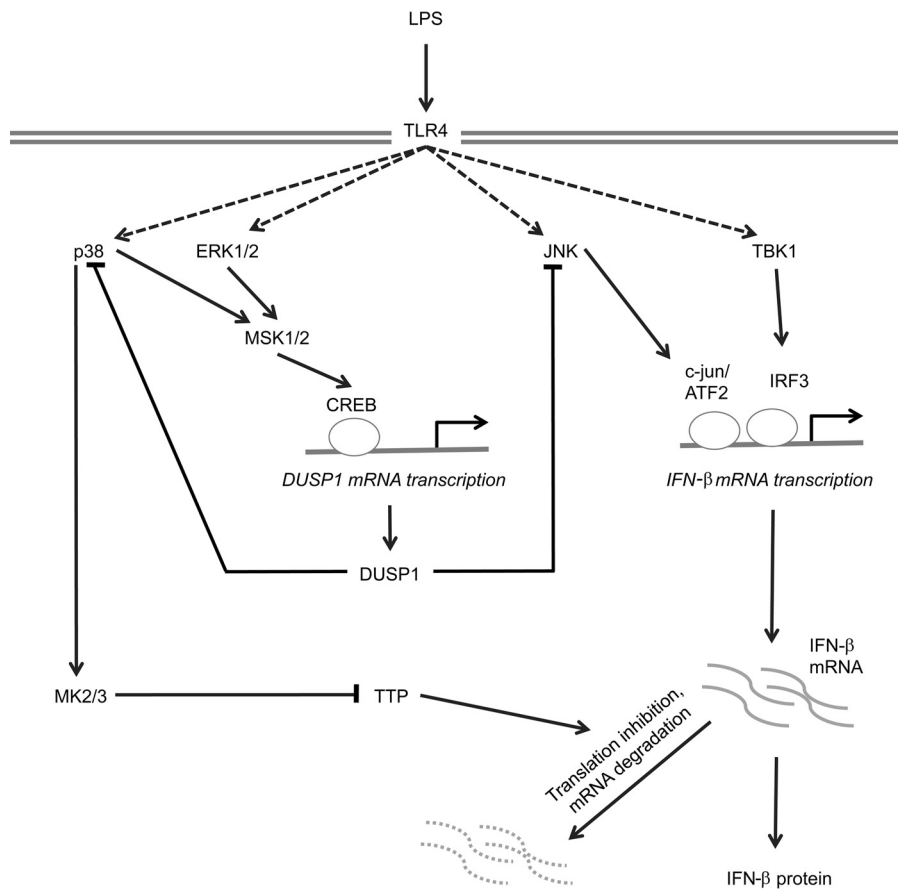 LPS
TLR4
p38
ERK1/2
JNK
TBK1
MSK1/2
CREB
c-jun/
ATF2
IRF3
DUSP1 mRNA transcription
IFN-β mRNA transcription
DUSP1
IFN-β
mRNA
MK2/3
TTP
Translation inhibition,
mRNA degradation
IFN-β protein